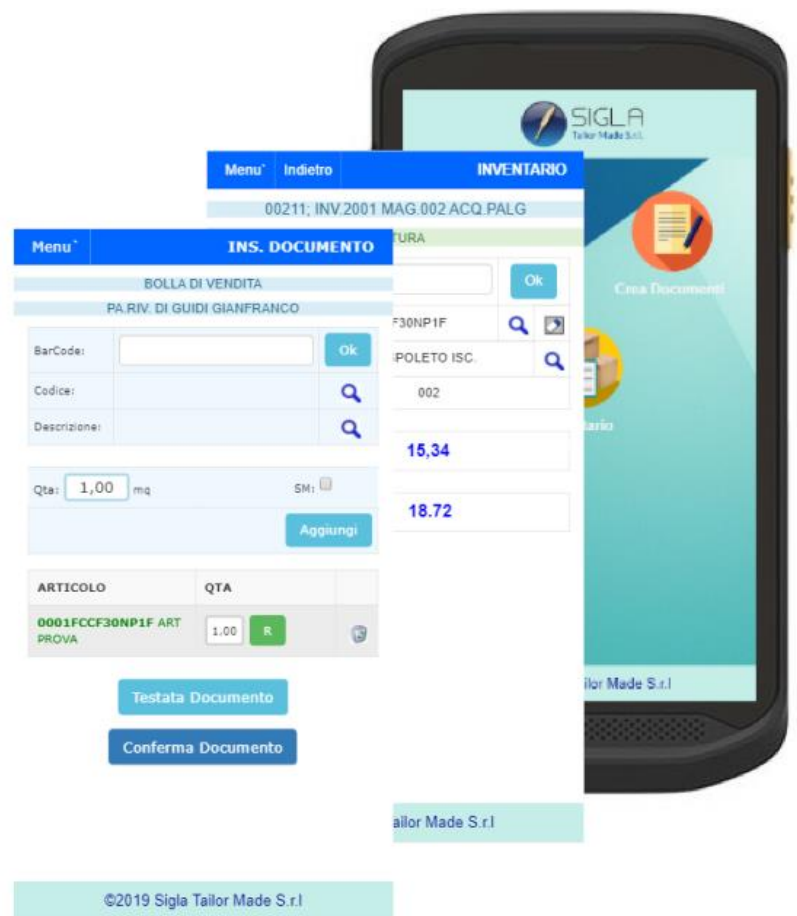 SIGLA
Tailor Made S.r.l.
Crea Documenti
tario
ilor Made S.r.l
Menu` Indietro INVENTARIO
00211; INV.2001 MAG.002 ACQ.PALG
TURA
Ok
F30NP1F
POLETO ISC.
002
15,34
18.72
ailor Made S.r.l
Menu` INS. DOCUMENTO
BOLLA DI VENDITA
PA.RIV. DI GUIDI GIANFRANCO
BarCode: Ok
Codice:
Descrizione:
Qta: 1,00 mq SM:
Aggiungi
ARTICOLO QTA
0001FCCF30NP1F ART
PROVA
1.00 R
Testata Documento
Conferma Documento
©2019 Sigla Tailor Made S.r.l